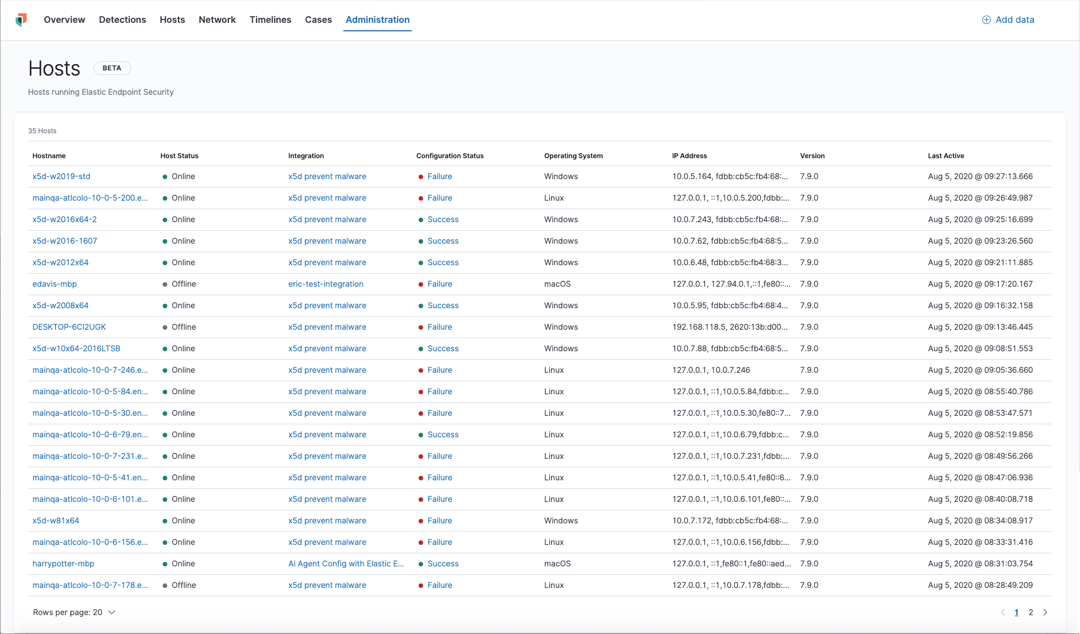 Overview Detections Hosts Network Timelines Cases Administration Add data
Hosts BETA
Hosts running Elastic Endpoint Security
35 Hosts
Hostname Host Status Integration Configuration Status Operating System IP Address Version Last Active
x5d-w2019-std Online x5d prevent malware Failure Windows 10.0.5.164, fdbb:cb5c:fb4:68:... 7.9.0 Aug 5, 2020 @ 09:27:13.666
mainqa-atlcolo-10-0-5-200.e... Online x5d prevent malware Failure Linux 127.0.0.1, ::1,10.0.5.200,fdbb:... 7.9.0 Aug 5, 2020 @ 09:26:49.987
x5d-w2016x64-2 Online x5d prevent malware Success Windows 10.0.7.243, fdbb:cb5c:fb4:68:... 7.9.0 Aug 5, 2020 @ 09:25:16.699
x5d-w2016-1607 Online x5d prevent malware Success Windows 10.0.7.62, fdbb:cb5c:fb4:68:5... 7.9.0 Aug 5, 2020 @ 09:23:26.560
x5d-w2012x64 Online x5d prevent malware Success Windows 10.0.6.48, fdbb:cb5c:fb4:68:3... 7.9.0 Aug 5, 2020 @ 09:21:11.885
edavis-mbp Offline eric-test-integration Failure macOS 127.0.0.1, 127.94.0.1,::1,fe80::... 7.9.0 Aug 5, 2020 @ 09:17:20.167
x5d-w2008x64 Online x5d prevent malware Success Windows 10.0.5.95, fdbb:cb5c:fb4:68:4... 7.9.0 Aug 5, 2020 @ 09:16:32.158
DESKTOP-6CI2UGK Offline x5d prevent malware Failure Windows 192.168.118.5, 2620:13b:d00... 7.9.0 Aug 5, 2020 @ 09:13:46.445
x5d-w10x64-2016LTSB Online x5d prevent malware Success Windows 10.0.7.88, fdbb:cb5c:fb4:68:5... 7.9.0 Aug 5, 2020 @ 09:08:51.553
mainqa-atlcolo-10-0-7-246.e... Online x5d prevent malware Failure Linux 127.0.0.1, 10.0.7.246 7.9.0 Aug 5, 2020 @ 09:05:36.660
mainqa-atlcolo-10-0-5-84.en... Online x5d prevent malware Failure Linux 127.0.0.1, ::1,10.0.5.84,fdbb:c... 7.9.0 Aug 5, 2020 @ 08:55:40.786
mainqa-atlcolo-10-0-5-30.en... Online x5d prevent malware Failure Linux 127.0.0.1, ::1,10.0.5.30,fe80::7... 7.9.0 Aug 5, 2020 @ 08:53:47.571
mainqa-atlcolo-10-0-6-79.en... Online x5d prevent malware Success Linux 127.0.0.1, ::1,10.0.6.79,fdbb:c... 7.9.0 Aug 5, 2020 @ 08:52:19.856
mainqa-atlcolo-10-0-7-231.e... Online x5d prevent malware Failure Linux 127.0.0.1, ::1,10.0.7.231,fdbb:... 7.9.0 Aug 5, 2020 @ 08:49:56.266
mainqa-atlcolo-10-0-5-41.en... Online x5d prevent malware Failure Linux 127.0.0.1, ::1,10.0.5.41,fe80::6... 7.9.0 Aug 5, 2020 @ 08:47:06.936
mainqa-atlcolo-10-0-6-101.e... Online x5d prevent malware Failure Linux 127.0.0.1, ::1,10.0.6.101,fe80::... 7.9.0 Aug 5, 2020 @ 08:40:08.718
x5d-w81x64 Online x5d prevent malware Failure Windows 10.0.7.172, fdbb:cb5c:fb4:68:... 7.9.0 Aug 5, 2020 @ 08:34:08.917
mainqa-atlcolo-10-0-6-156.e... Online x5d prevent malware Failure Linux 127.0.0.1, ::1,10.0.6.156,fdbb:... 7.9.0 Aug 5, 2020 @ 08:33:31.416
harrypotter-mbp Online Ai Agent Config with Elastic E... Success macOS 127.0.0.1, ::1,fe80::1,fe80::aed... 7.9.0 Aug 5, 2020 @ 08:31:03.754
mainqa-atlcolo-10-0-7-178.e... Offline x5d prevent malware Failure Linux 127.0.0.1, ::1,10.0.7.178,fdbb:... 7.9.0 Aug 5, 2020 @ 08:28:49.209
Rows per page: 20 1 2